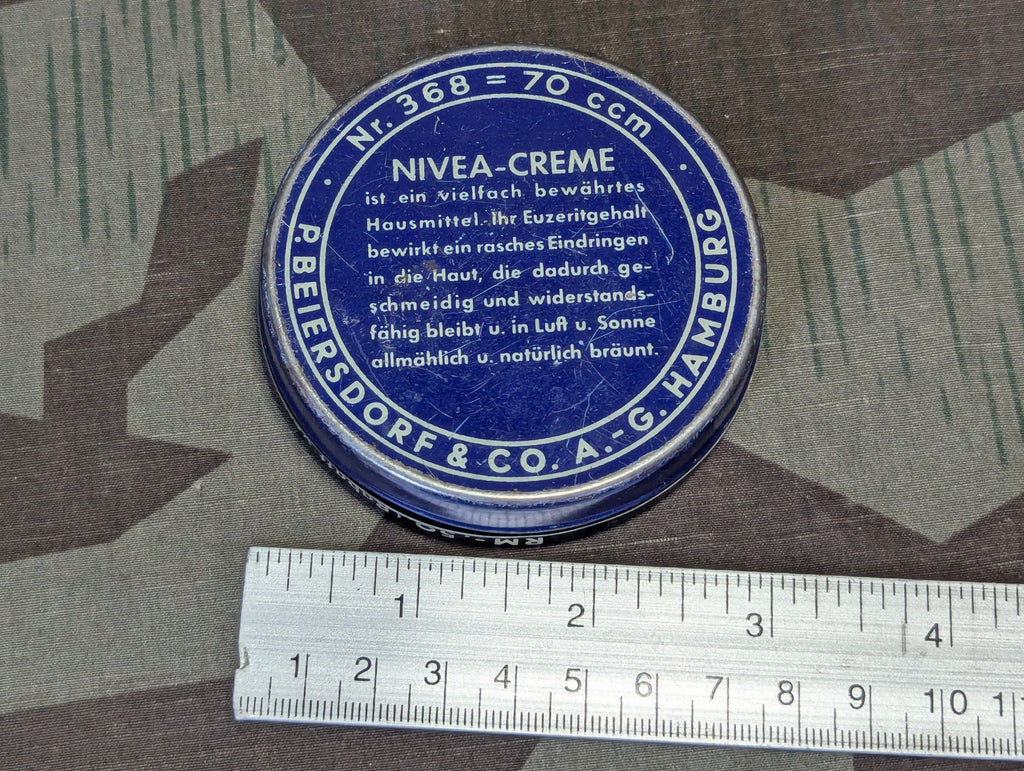 Nr. 368 = 70 ccm
NIVEA-CREME
ist ein vielfach bewährtes
Hausmittel. Ihr Euzeritgehalt
bewirkt ein rasches Eindringen
in die Haut, die dadurch ge-
schmeidig und widerstands-
fähig bleibt u. in Luft u. Sonne
allmählich u. natürlich bräunt.
P. BEIERSDORF & CO. A.-G. HAMBURG
RM
1 2 3 4
1 2 3 4 5 6 7 8 9 10